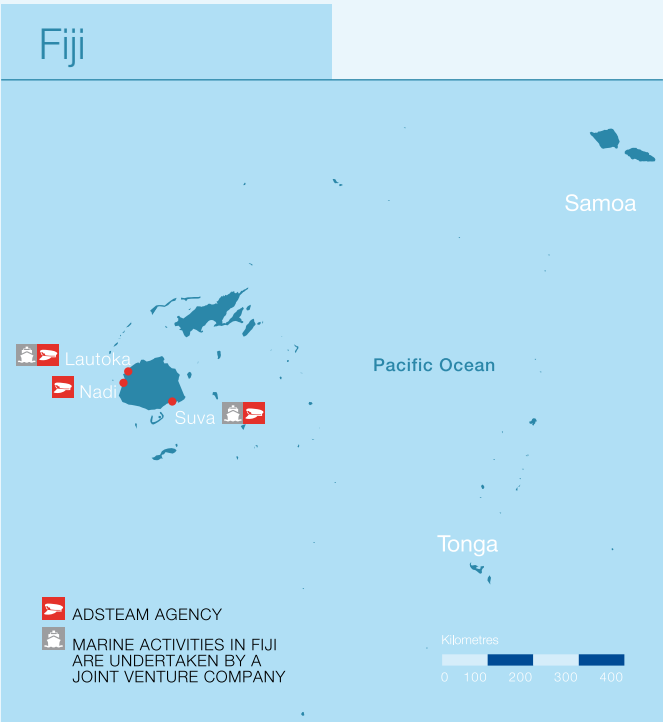 Fiji
Samoa
Pacific Ocean
Lautoka
Nadi
Suva
Tonga
ADSTEAM AGENCY
MARINE ACTIVITIES IN FIJI
ARE UNDERTAKEN BY A
JOINT VENTURE COMPANY
Kilometres
0 100 200 300 400